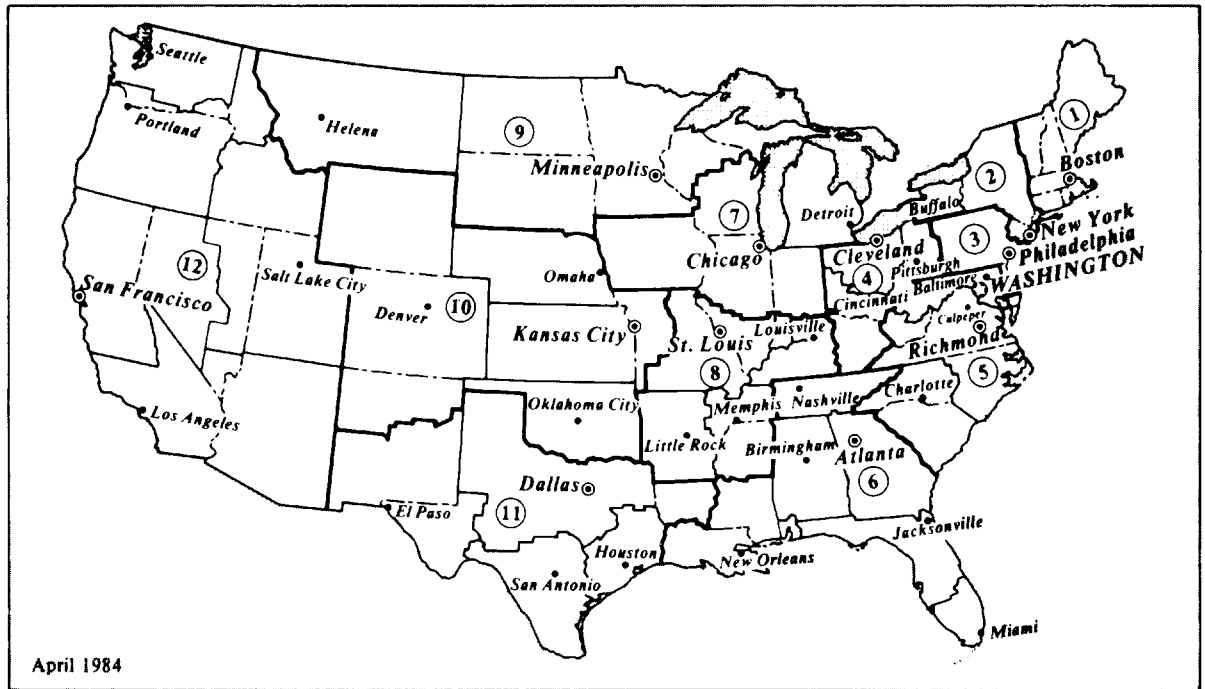 Seattle
1
Portland
Helena
9
Boston
Minneapolis
2
7
Detroit
Buffalo
New York
3
Philadelphia
Cleveland
Chicago
Pittsburgh
12
Salt Lake City
Omaha
4
WASHINGTON
Cincinnati
Baltimore
San Francisco
10
Denver
Culpeper
Kansas City
Louisville
St. Louis
Richmond
8
5
Charlotte
Oklahoma City
Memphis
Nashville
Los Angeles
Little Rock
Birmingham
Atlanta
6
Dallas
El Paso
11
Jacksonville
Houston
New Orleans
San Antonio
Miami
April 1984